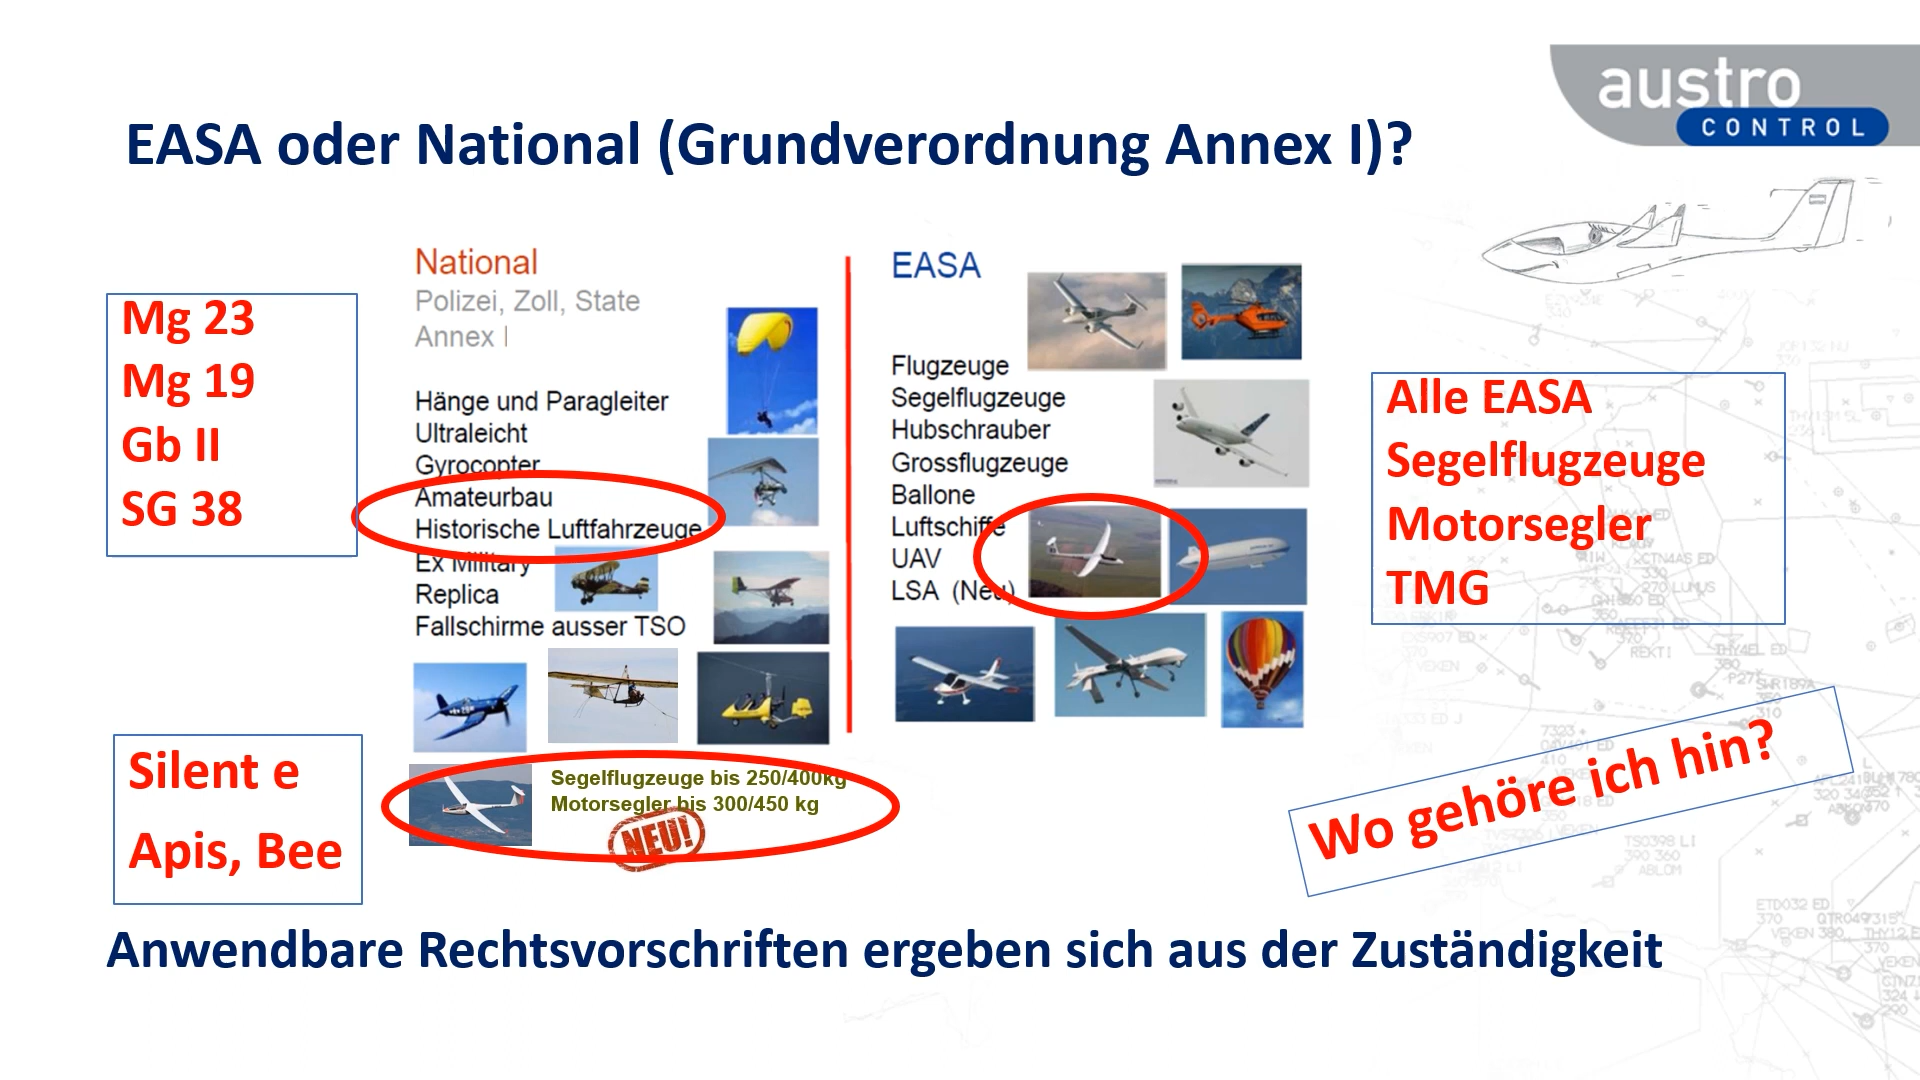 austro
CONTROL
EASA oder National (Grundverordnung Annex I)?
Mg 23
Mg 19
Gb II
SG 38
National
Polizei, Zoll, State
Annex I
Hänge und Paragleiter
Ultraleicht
Gyrocopter
Amateurbau
Historische Luftfahrzeuge
Ex Military
Replica
Fallschirme ausser TSO
EASA
Flugzeuge
Segelflugzeuge
Hubschrauber
Grossflugzeuge
Ballone
Luftschiffe
UAV
LSA (Neu)
Alle EASA
Segelflugzeuge
Motorsegler
TMG
Silent e
Apis, Bee
Segelflugzeuge bis 250/400kg
Motorsegler bis 300/450 kg
NEU!
Wo gehöre ich hin?
Anwendbare Rechtsvorschriften ergeben sich aus der Zuständigkeit